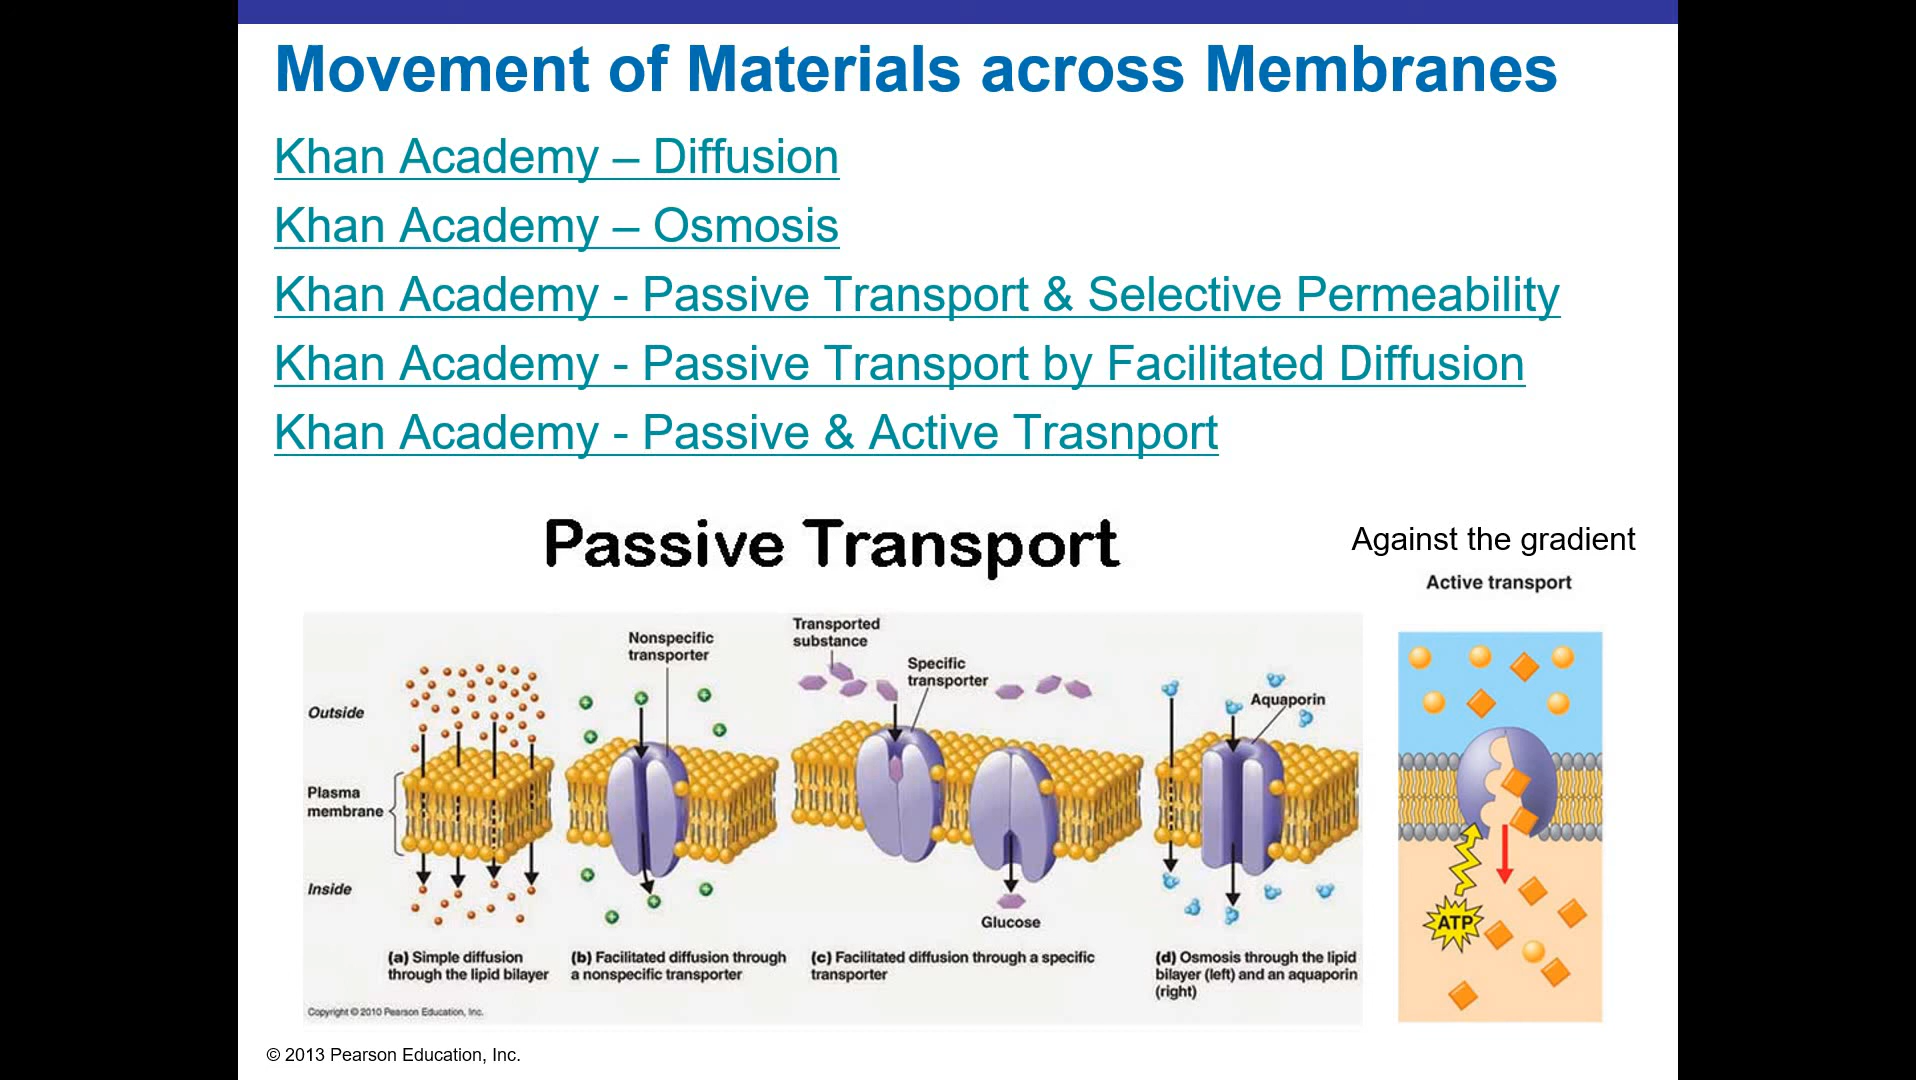 Movement of Materials across Membranes
Khan Academy – Diffusion
Khan Academy – Osmosis
Khan Academy - Passive Transport & Selective Permeability
Khan Academy - Passive Transport by Facilitated Diffusion
Khan Academy - Passive & Active Trasnport
Passive Transport
Against the gradient
Active transport
Outside
Plasma
membrane
Inside
Nonspecific
transporter
Transported
substance
Specific
transporter
Glucose
Aquaporin
ATP
(a) Simple diffusion
through the lipid bilayer
(b) Facilitated diffusion through
a nonspecific transporter
(c) Facilitated diffusion through a specific
transporter
(d) Osmosis through the lipid
bilayer (left) and an aquaporin
(right)
Copyright © 2010 Pearson Education, Inc.
© 2013 Pearson Education, Inc.